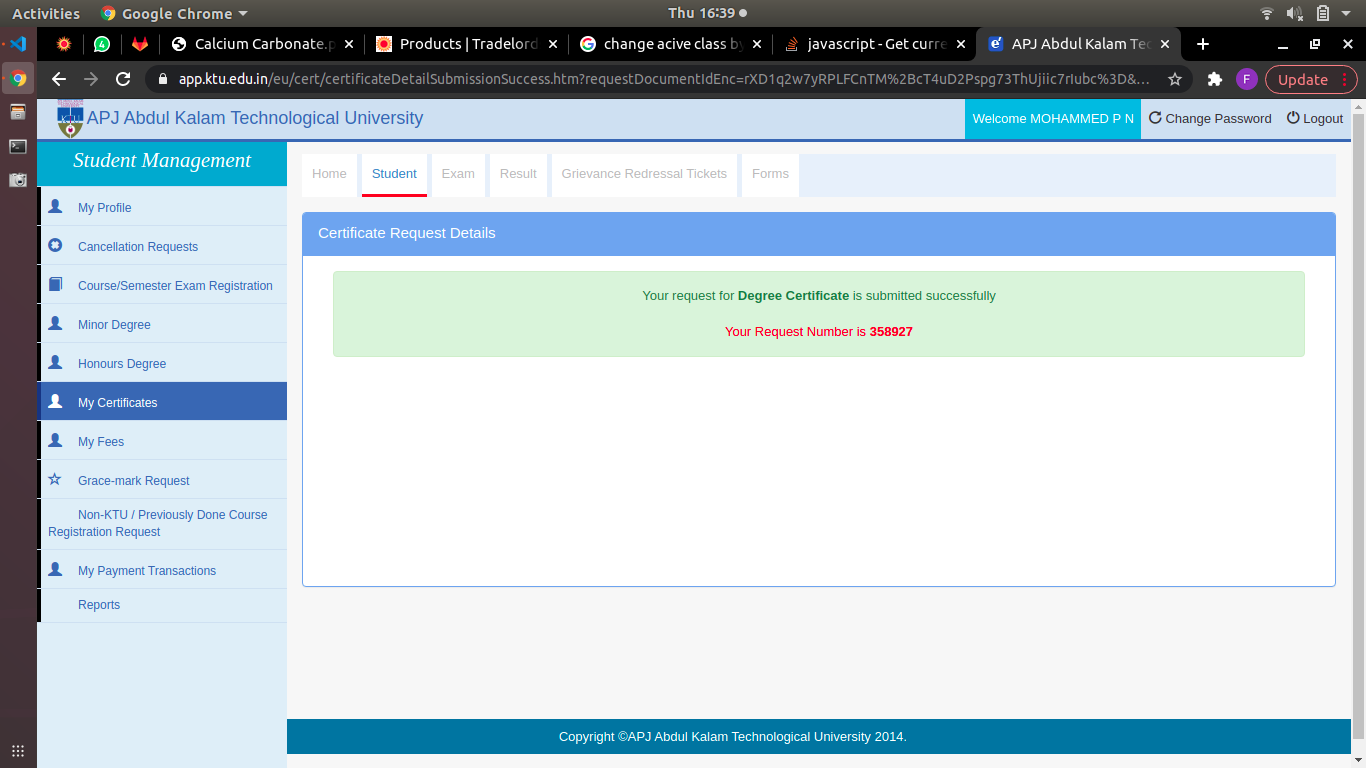 Activities Google Chrome Thu 16:39
Calcium Carbonate.p Products | Tradelord change acive class by javascript - Get curre APJ Abdul Kalam Tec
app.ktu.edu.in/eu/cert/certificateDetailSubmissionSuccess.htm?requestDocumentIdEnc=rXD1q2w7yRPLFCnTM%2BcT4uD2Pspg73ThUjiic7rIubc%3D&... F Update
APJ Abdul Kalam Technological University Welcome MOHAMMED P N Change Password Logout
Student Management
My Profile
Cancellation Requests
Course/Semester Exam Registration
Minor Degree
Honours Degree
My Certificates
My Fees
Grace-mark Request
Non-KTU / Previously Done Course
Registration Request
My Payment Transactions
Reports
Home Student Exam Result Grievance Redressal Tickets Forms
Certificate Request Details
Your request for Degree Certificate is submitted successfully
Your Request Number is 358927
Copyright ©APJ Abdul Kalam Technological University 2014.